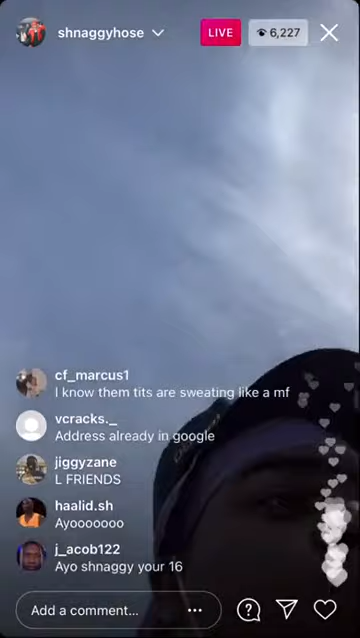 shnaggyhose
LIVE
6,227
cf_marcus1
I know them tits are sweating like a mf
vcracks._
Address already in google
jiggyzane
L FRIENDS
haalid.sh
Ayooooooo
j_acob122
Ayo shnaggy your 16
Add a comment...